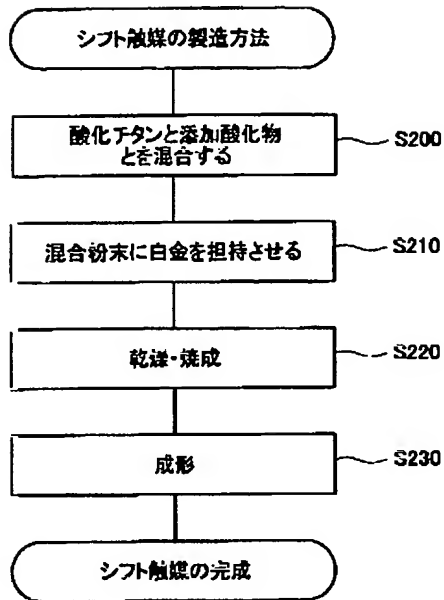 シフト触媒の製造方法
酸化チタンと添加酸化物
とを混合する
S200
混合粉末に白金を担持させる
S210
乾燥・焼成
S220
成形
S230
シフト触媒の完成